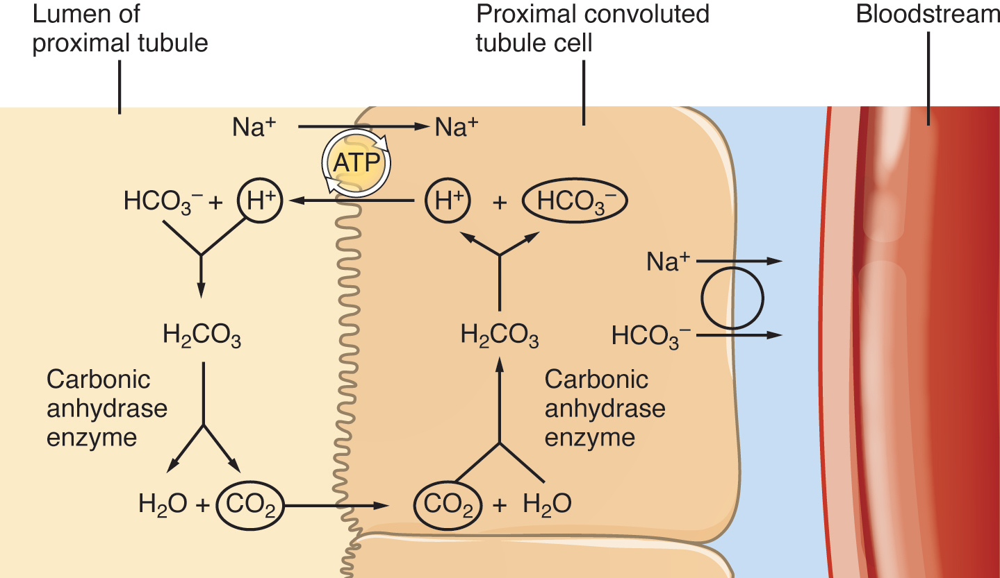 Lumen of
proximal tubule
Proximal convoluted
tubule cell
Bloodstream
Na⁺
Na⁺
ATP
HCO₃⁻ + H⁺
H⁺ + HCO₃⁻
Na⁺
H₂CO₃
H₂CO₃
HCO₃⁻
Carbonic
anhydrase
enzyme
Carbonic
anhydrase
enzyme
H₂O + CO₂
CO₂ + H₂O